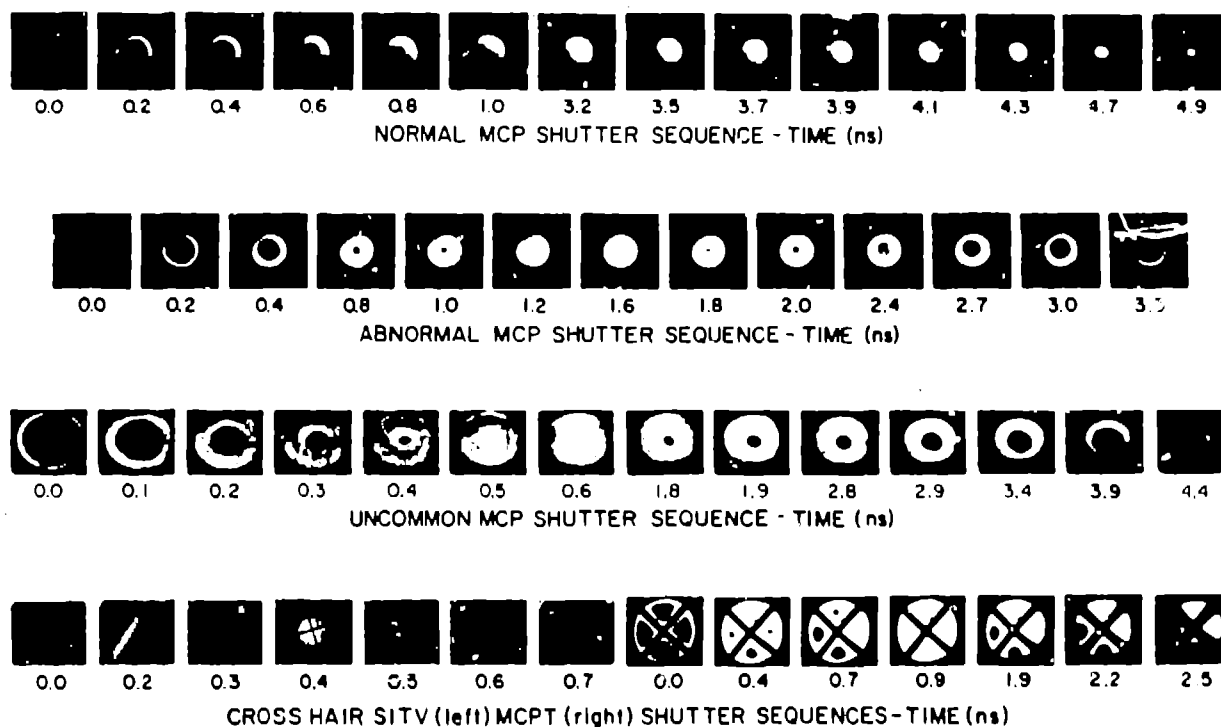 0.0 0.2 0.4 0.6 0.8 1.0 3.2 3.5 3.7 3.9 4.1 4.3 4.7 4.9
NORMAL MCP SHUTTER SEQUENCE - TIME (ns)
0.0 0.2 0.4 0.8 1.0 1.2 1.6 1.8 2.0 2.4 2.7 3.0
ABNORMAL MCP SHUTTER SEQUENCE - TIME (ns)
0.0 0.1 0.2 0.3 0.4 0.5 0.6 1.8 1.9 2.8 2.9 3.4 3.9 4.4
UNCOMMON MCP SHUTTER SEQUENCE - TIME (ns)
0.0 0.2 0.3 0.4 0.6 0.7 0.0 0.4 0.7 0.9 1.9 2.2 2.5
CROSS HAIR SITV (left) MCPT (right) SHUTTER SEQUENCES-TIME (ns)